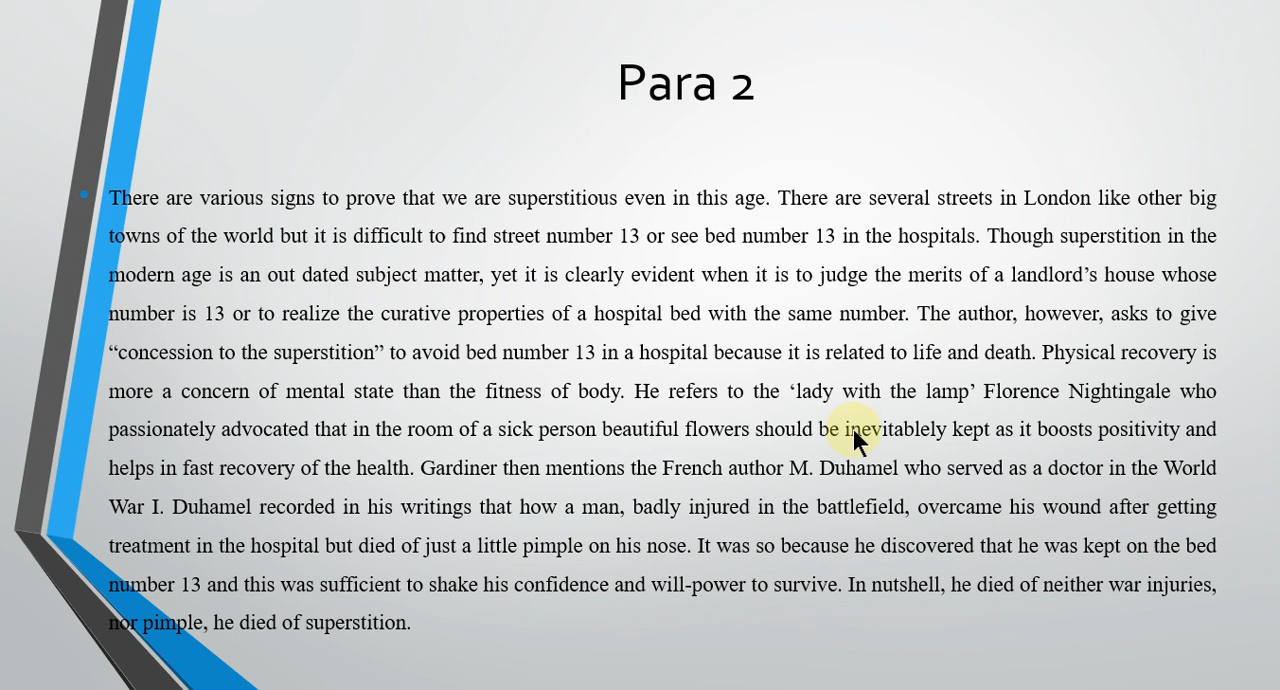 Para 2
• There are various signs to prove that we are superstitious even in this age. There are several streets in London like other big
towns of the world but it is difficult to find street number 13 or see bed number 13 in the hospitals. Though superstition in the
modern age is an out dated subject matter, yet it is clearly evident when it is to judge the merits of a landlord’s house whose
number is 13 or to realize the curative properties of a hospital bed with the same number. The author, however, asks to give
“concession to the superstition” to avoid bed number 13 in a hospital because it is related to life and death. Physical recovery is
more a concern of mental state than the fitness of body. He refers to the ‘lady with the lamp’ Florence Nightingale who
passionately advocated that in the room of a sick person beautiful flowers should be inevitablely kept as it boosts positivity and
helps in fast recovery of the health. Gardiner then mentions the French author M. Duhamel who served as a doctor in the World
War I. Duhamel recorded in his writings that how a man, badly injured in the battlefield, overcame his wound after getting
treatment in the hospital but died of just a little pimple on his nose. It was so because he discovered that he was kept on the bed
number 13 and this was sufficient to shake his confidence and will-power to survive. In nutshell, he died of neither war injuries,
nor pimple, he died of superstition.